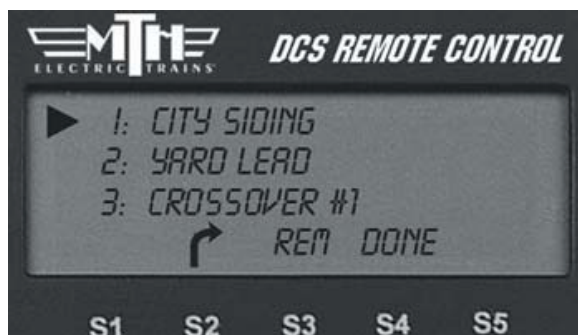 MTH
ELECTRIC TRAINS
DCS REMOTE CONTROL
1: CITY SIDING
2: YARD LEAD
3: CROSSOVER #1
REM DONE
S1 S2 S3 S4 S5